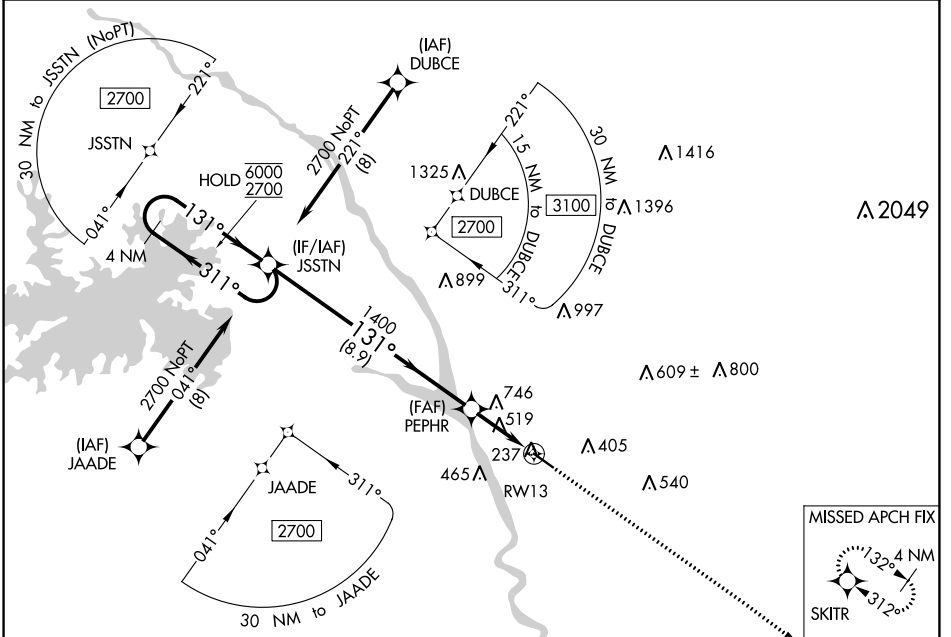 30 NM to JSSTN (NoPT)
2700
221°
JSSTN
041°
4 NM
HOLD
6000
2700
131°
311°
(IF/IAF)
JSSTN
(IAF)
DUBCE
2700 NoPT
221°
(8)
2700 NoPT
041°
(8)
(IAF)
JAADE
1400
131°
(8.9)
(FAF)
PEPHR
221°
15 NM to DUBCE
30 NM to DUBCE
1325
DUBCE
2700
3100
311°
899
997
1416
1396
2049
609 ±
800
746
519
237
405
465
540
RW13
JAADE
311°
041°
2700
30 NM to JAADE
MISSED APCH FIX
132°
4 NM
312°
SKITR